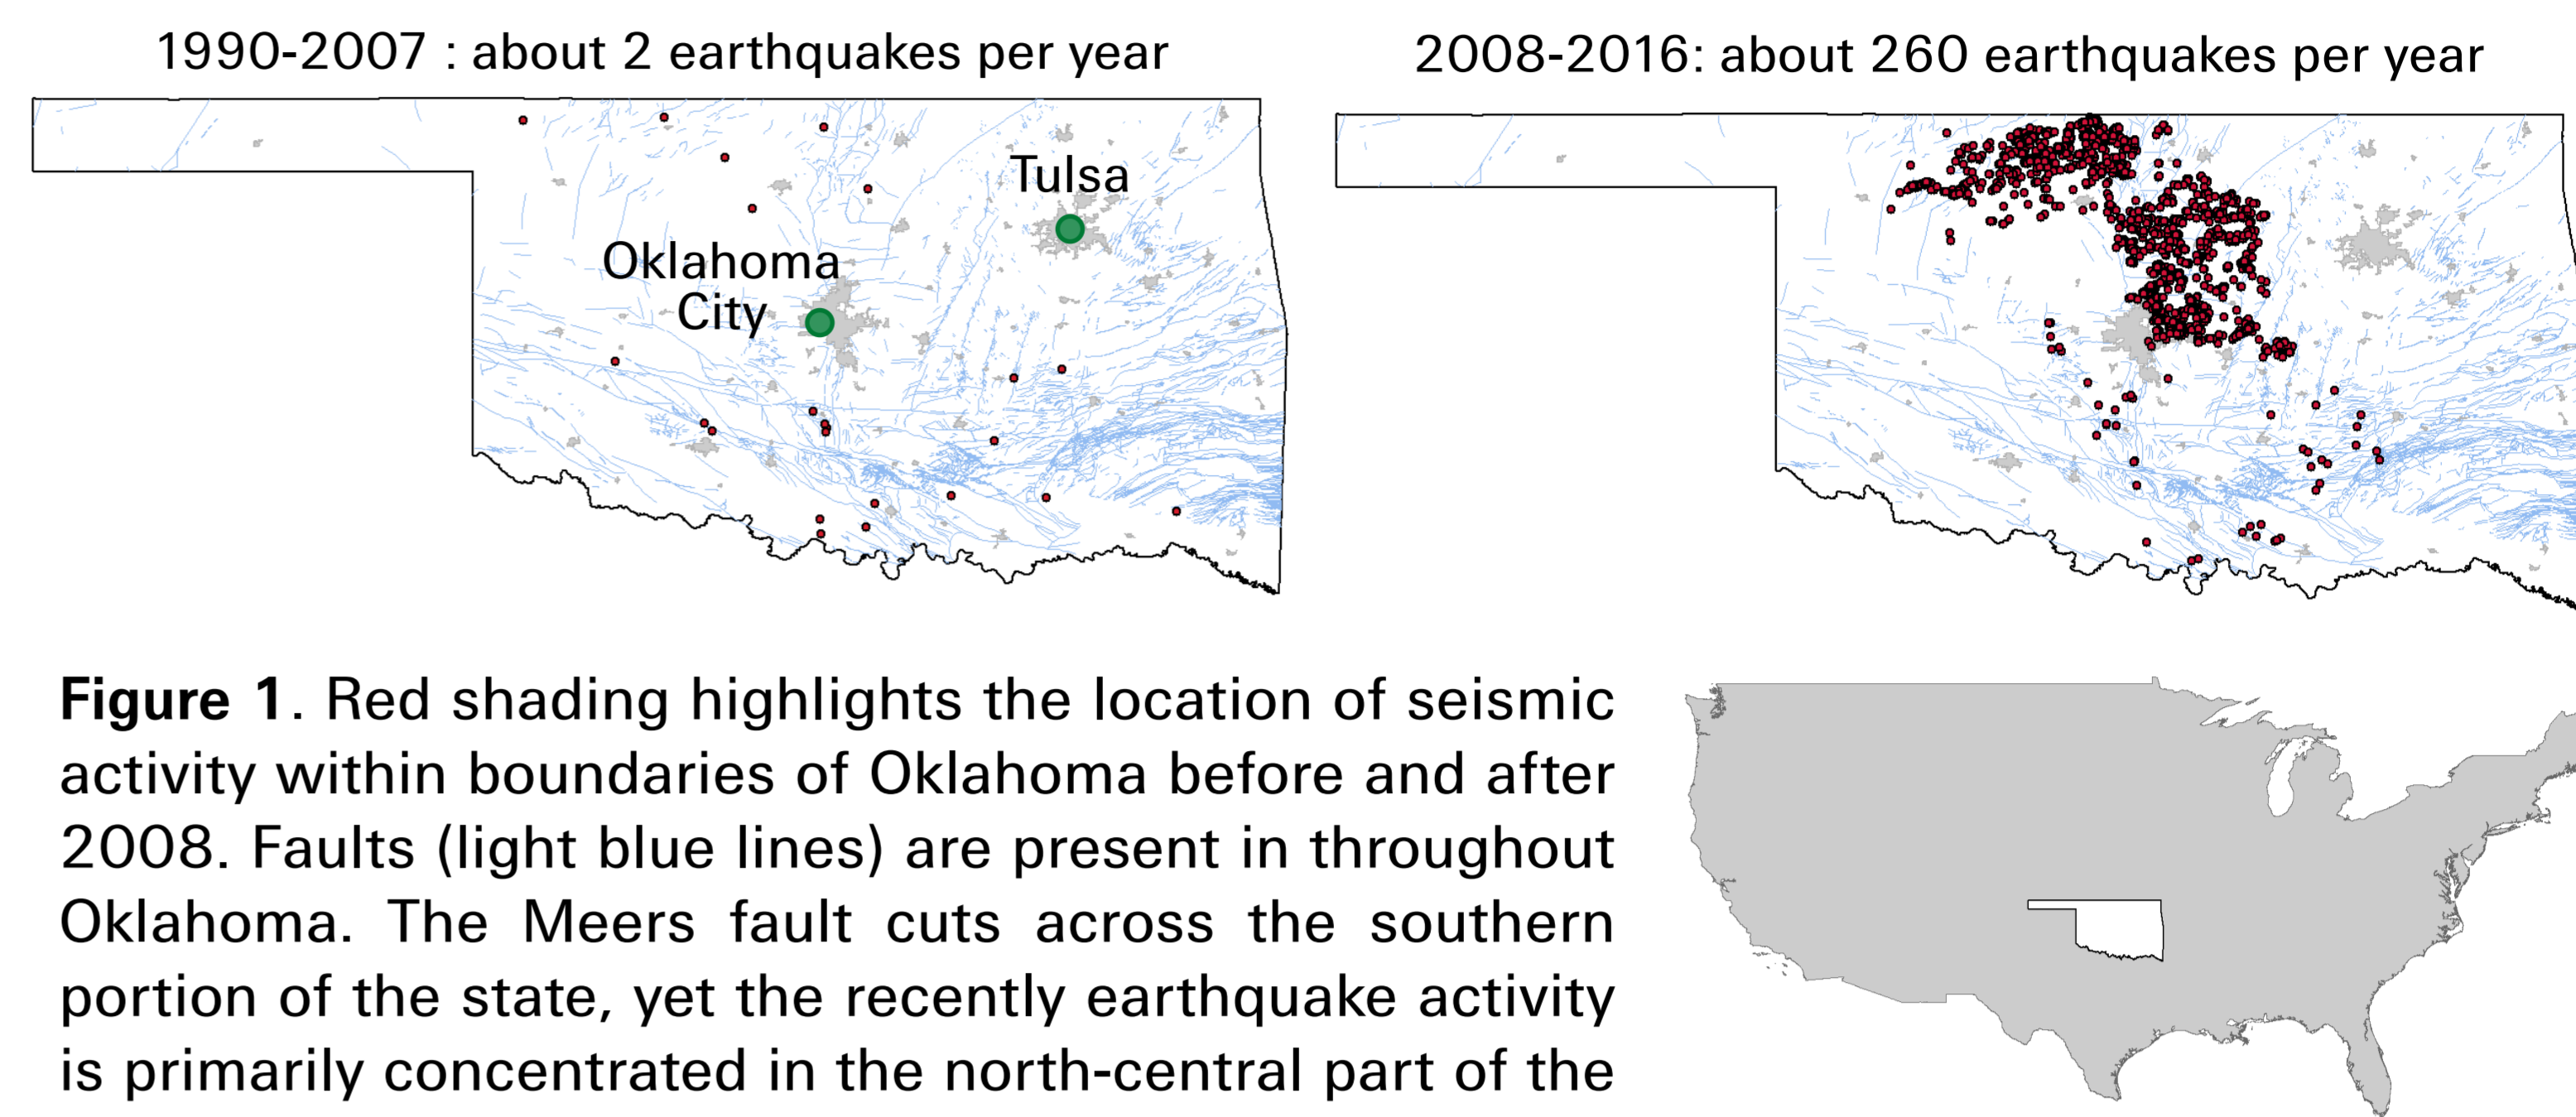 1990-2007 : about 2 earthquakes per year
2008-2016: about 260 earthquakes per year
Tulsa
Oklahoma
City
Figure 1. Red shading highlights the location of seismic
activity within boundaries of Oklahoma before and after
2008. Faults (light blue lines) are present in throughout
Oklahoma. The Meers fault cuts across the southern
portion of the state, yet the recently earthquake activity
is primarily concentrated in the north-central part of the